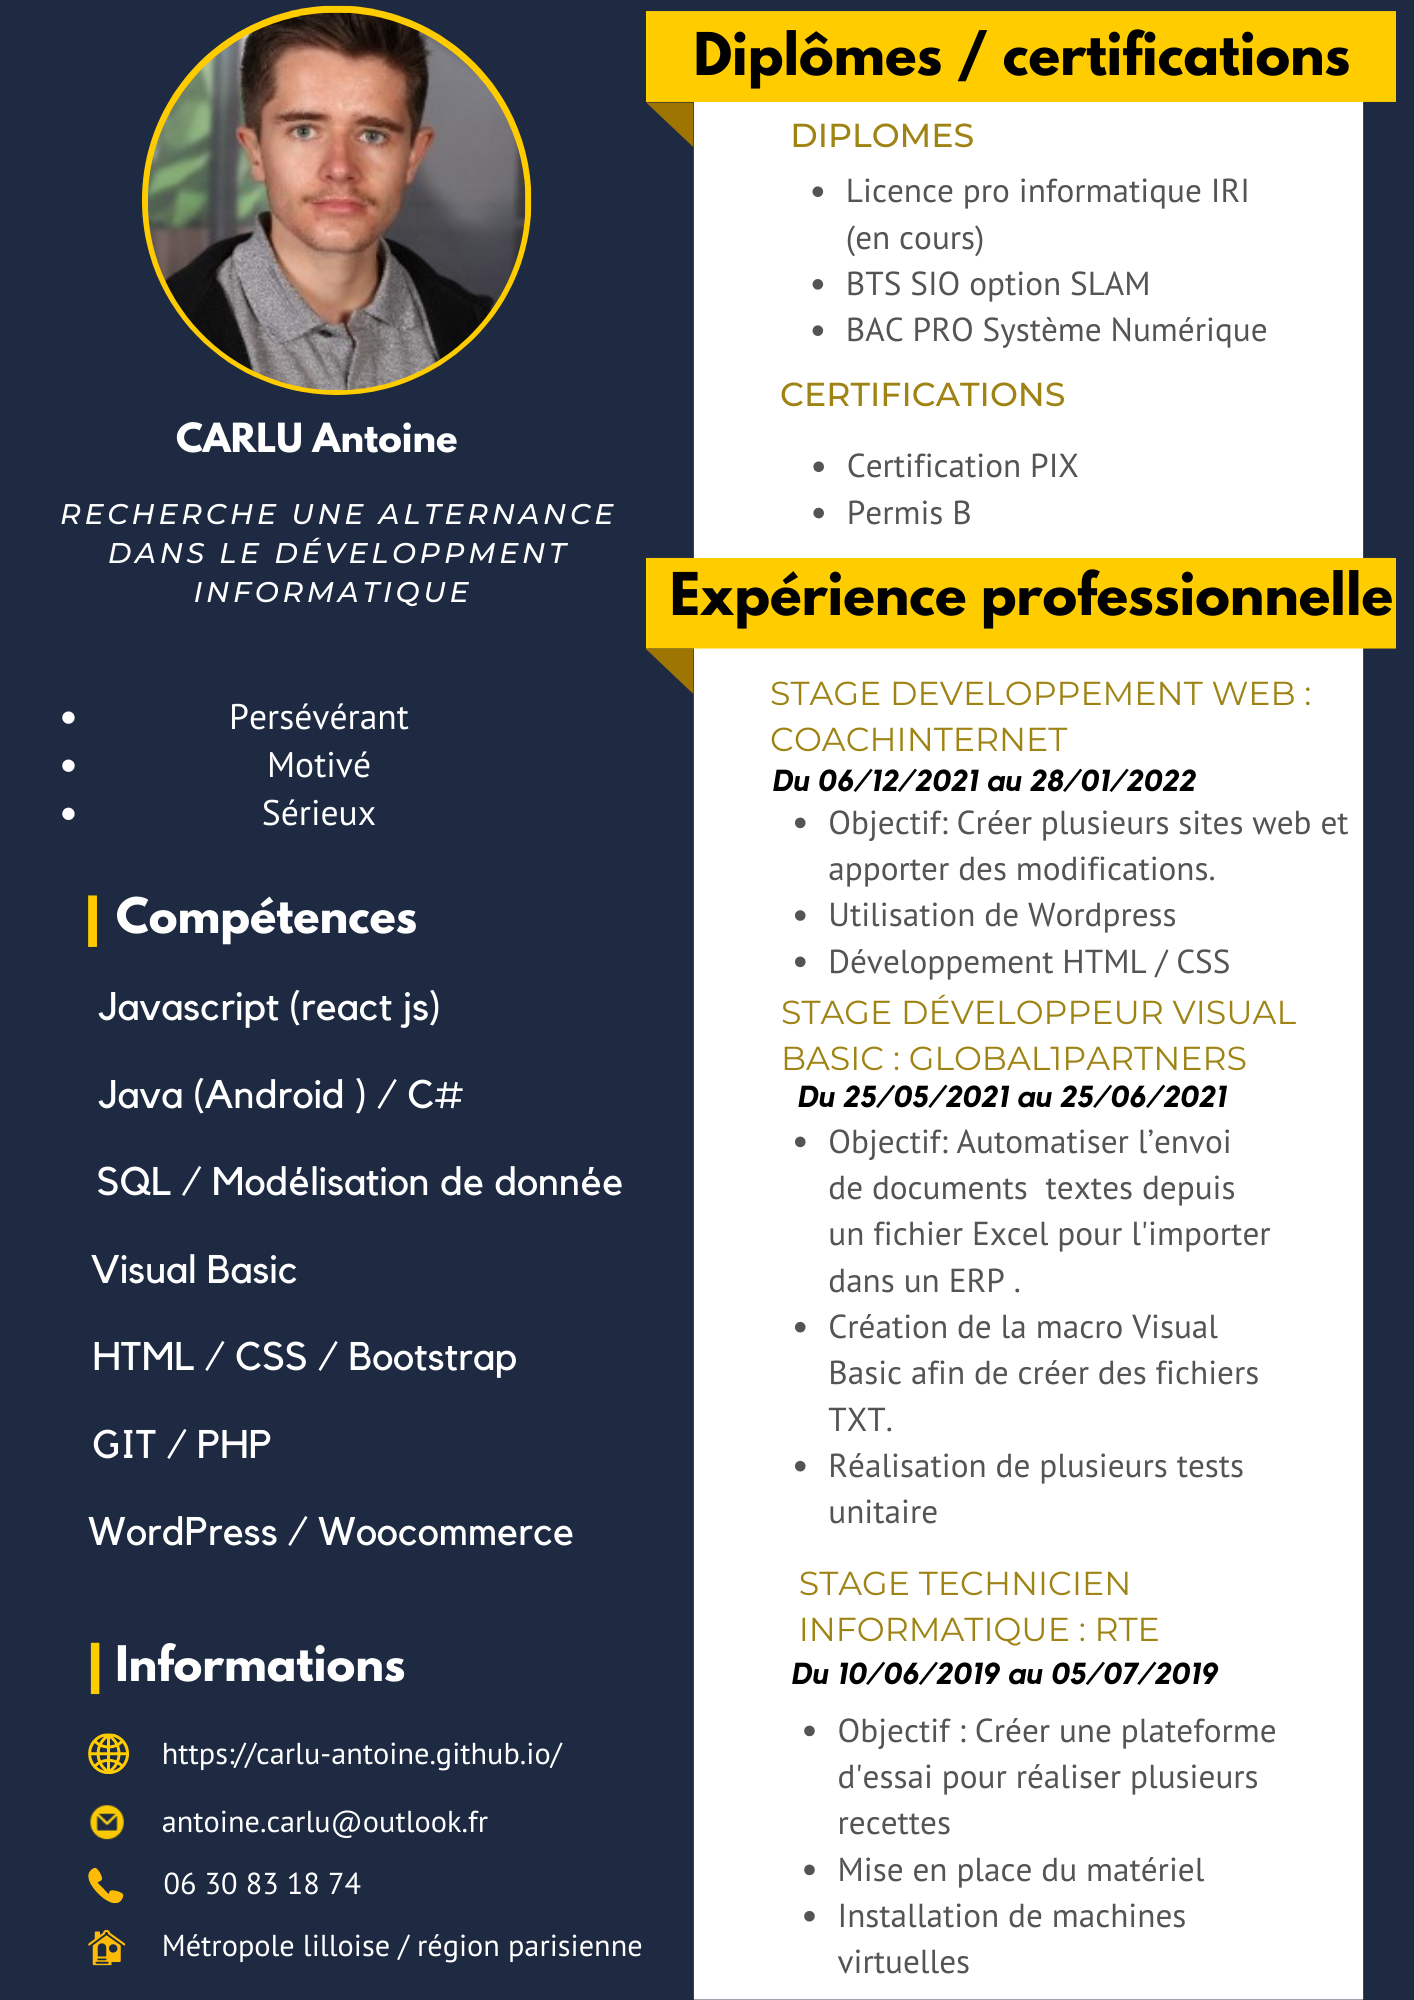 CARLU Antoine
RECHERCHE UNE ALTERNANCE
DANS LE DÉVELOPPMENT
INFORMATIQUE
• Persévérant
• Motivé
• Sérieux
Compétences
Javascript (react js)
Java (Android ) / C#
SQL / Modélisation de donnée
Visual Basic
HTML / CSS / Bootstrap
GIT / PHP
WordPress / Woocommerce
Informations
https://carlu-antoine.github.io/
antoine.carlu@outlook.fr
06 30 83 18 74
Métropole lilloise / région parisienne
Diplômes / certifications
DIPLOMES
• Licence pro informatique IRI
(en cours)
• BTS SIO option SLAM
• BAC PRO Système Numérique
CERTIFICATIONS
• Certification PIX
• Permis B
Expérience professionnelle
STAGE DEVELOPPEMENT WEB :
COACHINTERNET
Du 06/12/2021 au 28/01/2022
• Objectif: Créer plusieurs sites web et
apporter des modifications.
• Utilisation de Wordpress
• Développement HTML / CSS
STAGE DÉVELOPPEUR VISUAL
BASIC : GLOBAL1PARTNERS
Du 25/05/2021 au 25/06/2021
• Objectif: Automatiser l’envoi
de documents  textes depuis
un fichier Excel pour l'importer
dans un ERP .
• Création de la macro Visual
Basic afin de créer des fichiers
TXT.
• Réalisation de plusieurs tests
unitaire
STAGE TECHNICIEN
INFORMATIQUE : RTE
Du 10/06/2019 au 05/07/2019
• Objectif : Créer une plateforme
d'essai pour réaliser plusieurs
recettes
• Mise en place du matériel
• Installation de machines
virtuelles